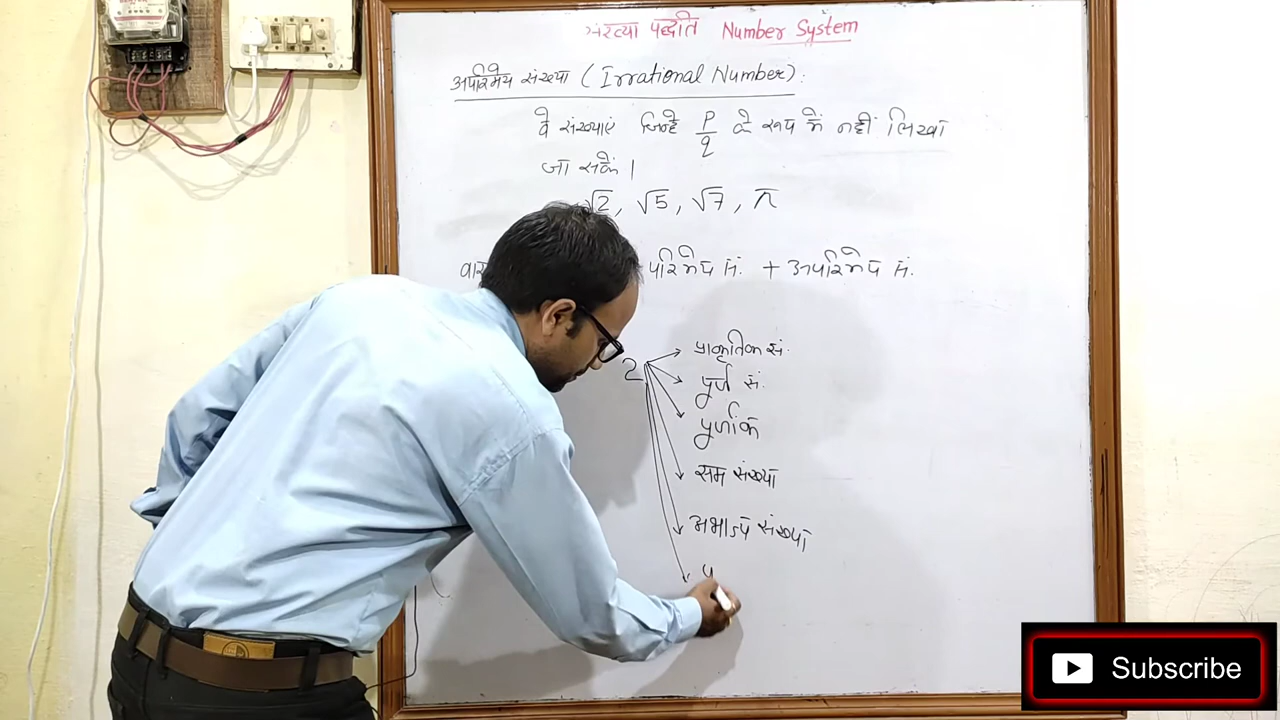 संख्या पद्धति Number System
अपरिमेय संख्या (Irrational Number):
वे संख्याएं जिन्हे P/q के रूप में नहीं लिखा
जा सकें।
√2, √5, √7, π
परिमेय सं. + अपरिमेय सं.
2
प्राकृतिक सं.
पूर्ण सं.
पूर्णांक
सम संख्या
अभाज्य संख्या
Subscribe